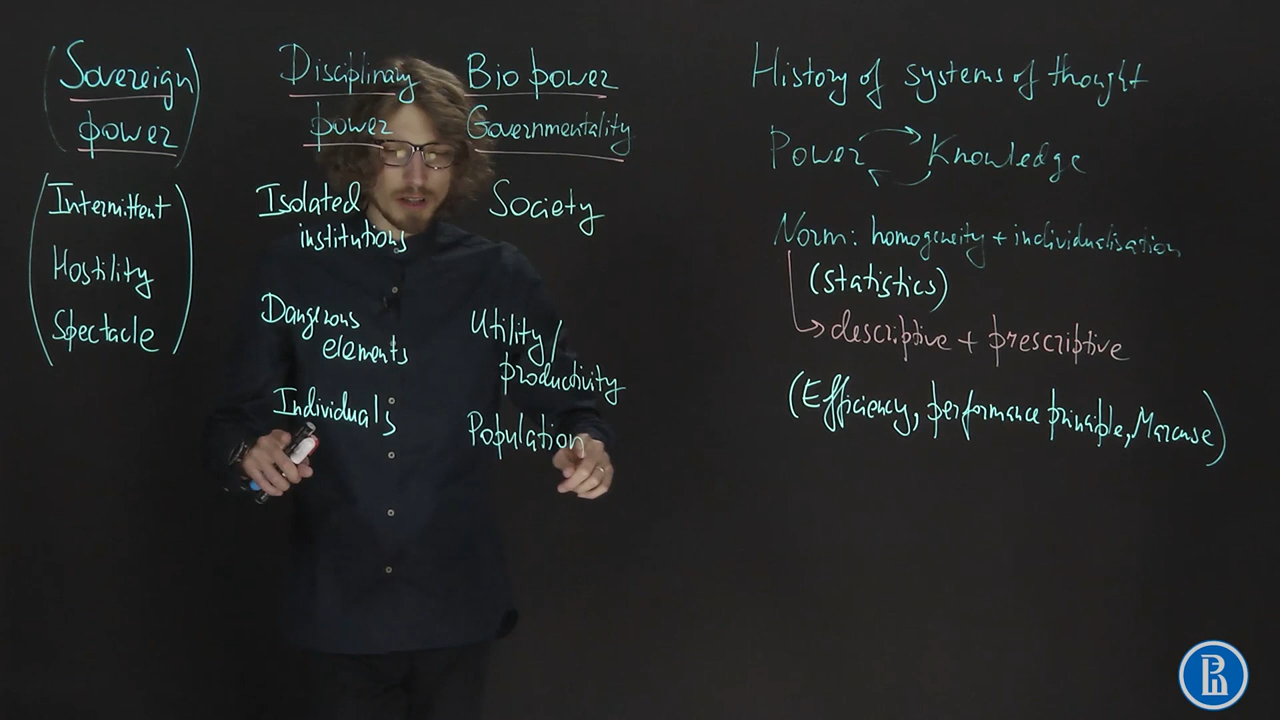 (Sovereign
power)
(Intermittent
Hostility
Spectacle)
Disciplinary
power
Isolated
institutions
Dangerous
elements
Individuals
Bio power
Governmentality
Society
Utility/
productivity
Population
History of systems of thought
Power Knowledge
Norm: homogeneity + individualisation
(statistics)
descriptive + prescriptive
(Efficiency, performance principle, Marcuse)